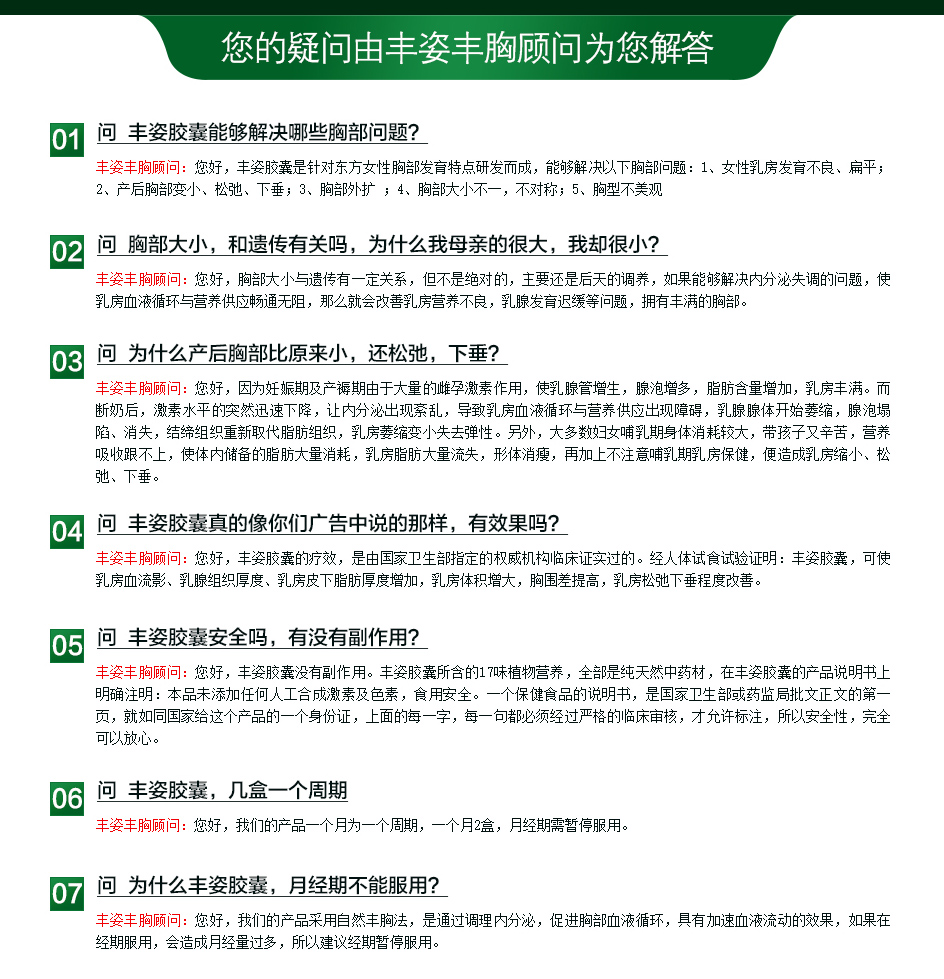 您的疑问由丰姿丰胸顾问为您解答
01 问 丰姿胶囊能够解决哪些胸部问题？
丰姿丰胸顾问：您好，丰姿胶囊是针对东方女性胸部发育特点研发而成，能够解决以下胸部问题：1、女性乳房发育不良、扁平；
2、产后胸部变小、松弛、下垂；3、胸部外扩 ；4、胸部大小不一，不对称；5、胸型不美观
02 问 胸部大小，和遗传有关吗，为什么我母亲的很大，我却很小？
丰姿丰胸顾问：您好，胸部大小与遗传有一定关系，但不是绝对的，主要还是后天的调养，如果能够解决内分泌失调的问题，使
乳房血液循环与营养供应畅通无阻，那么就会改善乳房营养不良，乳腺发育迟缓等问题，拥有丰满的胸部。
03 问 为什么产后胸部比原来小，还松弛，下垂？
丰姿丰胸顾问：您好，因为妊娠期及产褥期由于大量的雌孕激素作用，使乳腺管增生，腺泡增多，脂肪含量增加，乳房丰满。而
断奶后，激素水平的突然迅速下降，让内分泌出现紊乱，导致乳房血液循环与营养供应出现障碍，乳腺腺体开始萎缩，腺泡塌
陷、消失，结缔组织重新取代脂肪组织，乳房萎缩变小失去弹性。另外，大多数妇女哺乳期身体消耗较大，带孩子又辛苦，营养
吸收跟不上，使体内储备的脂肪大量消耗，乳房脂肪大量流失，形体消瘦，再加上不注意哺乳期乳房保健，便造成乳房缩小、松
弛、下垂。
04 问 丰姿胶囊真的像你们广告中说的那样，有效果吗？
丰姿丰胸顾问：您好，丰姿胶囊的疗效，是由国家卫生部指定的权威机构临床证实过的。经人体试食试验证明：丰姿胶囊，可使
乳房血流影、乳腺组织厚度、乳房皮下脂肪厚度增加，乳房体积增大，胸围差提高，乳房松弛下垂程度改善。
05 问 丰姿胶囊安全吗，有没有副作用？
丰姿丰胸顾问：您好，丰姿胶囊没有副作用。丰姿胶囊所含的17味植物营养，全部是纯天然中药材，在丰姿胶囊的产品说明书上
明确注明：本品未添加任何人工合成激素及色素，食用安全。一个保健食品的说明书，是国家卫生部或药监局批文正文的第一
页，就如同国家给这个产品的一个身份证，上面的每一字，每一句都必须经过严格的临床审核，才允许标注，所以安全性，完全
可以放心。
06 问 丰姿胶囊，几盒一个周期
丰姿丰胸顾问：您好，我们的产品一个月为一个周期，一个月2盒，月经期需暂停服用。
07 问 为什么丰姿胶囊，月经期不能服用？
丰姿丰胸顾问：您好，我们的产品采用自然丰胸法，是通过调理内分泌，促进胸部血液循环，具有加速血液流动的效果，如果在
经期服用，会造成月经量过多，所以建议经期暂停服用。